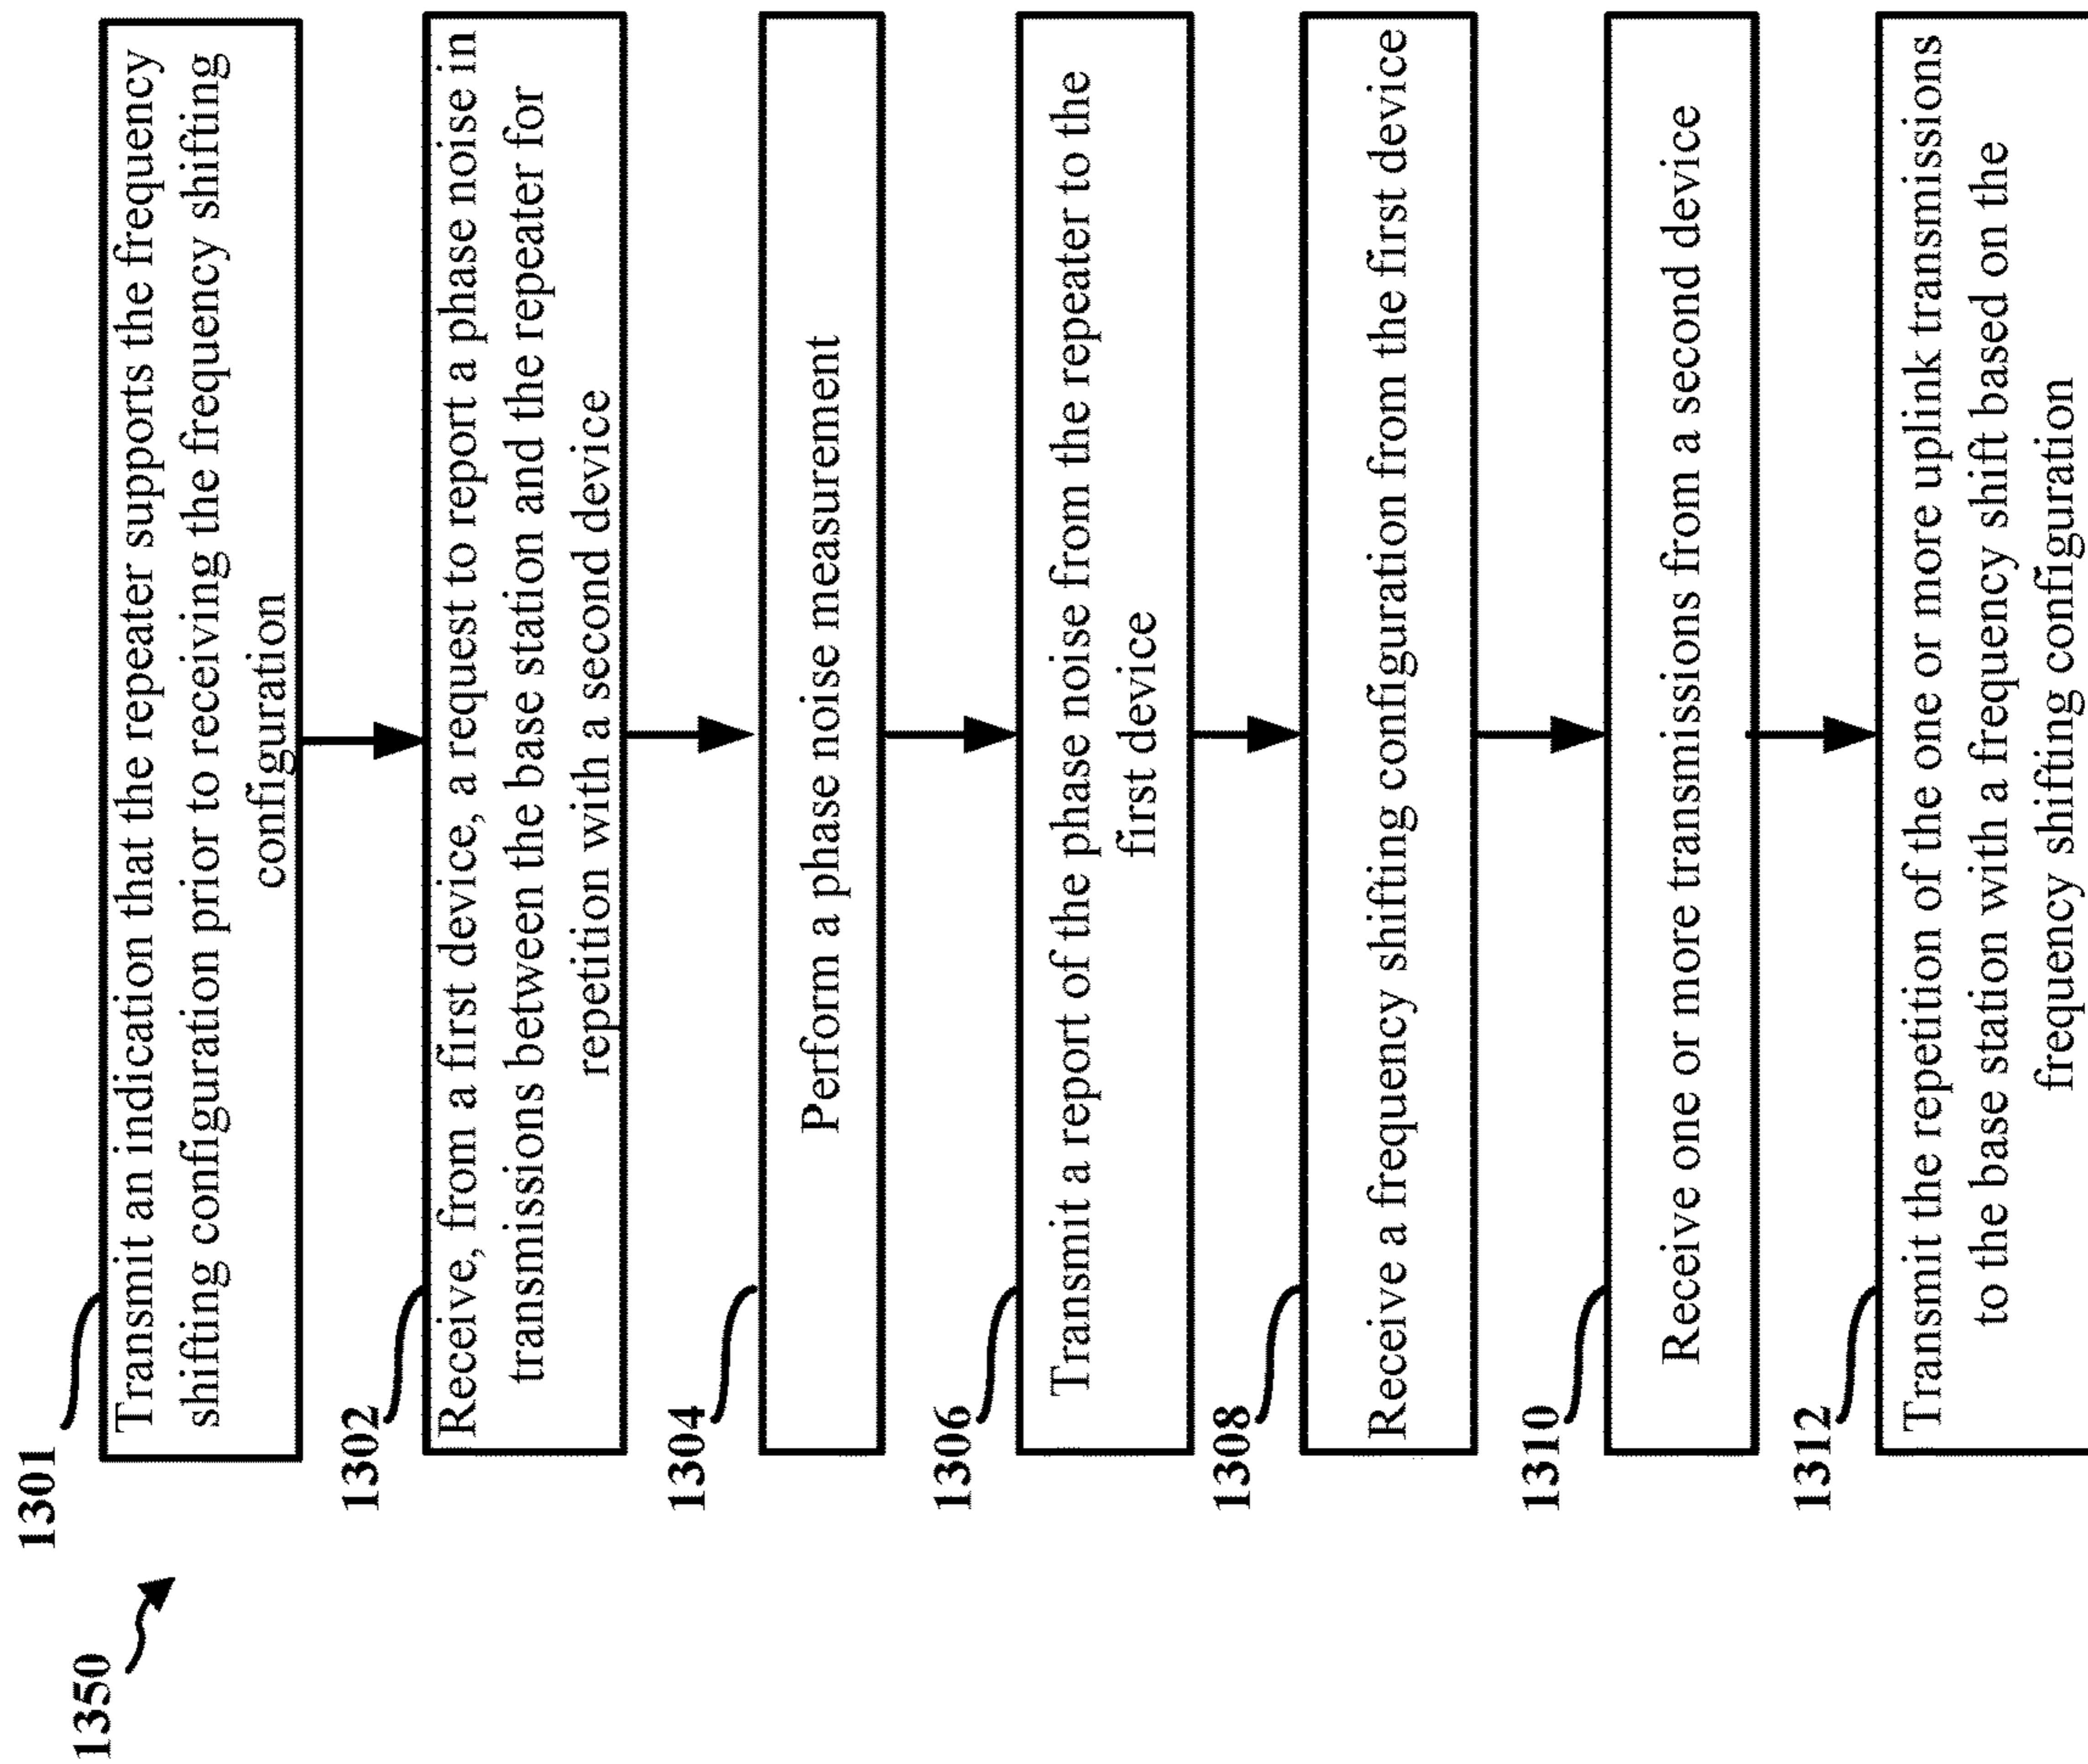 1350
1301
Transmit an indication that the repeater supports the frequency
shifting configuration prior to receiving the frequency shifting
configuration
1302
Receive, from a first device, a request to report a phase noise in
transmissions between the base station and the repeater for
repetition with a second device
1304
Perform a phase noise measurement
1306
Transmit a report of the phase noise from the repeater to the
first device
1308
Receive a frequency shifting configuration from the first device
1310
Receive one or more transmissions from a second device
1312
Transmit the repetition of the one or more uplink transmissions
to the base station with a frequency shift based on the
frequency shifting configuration